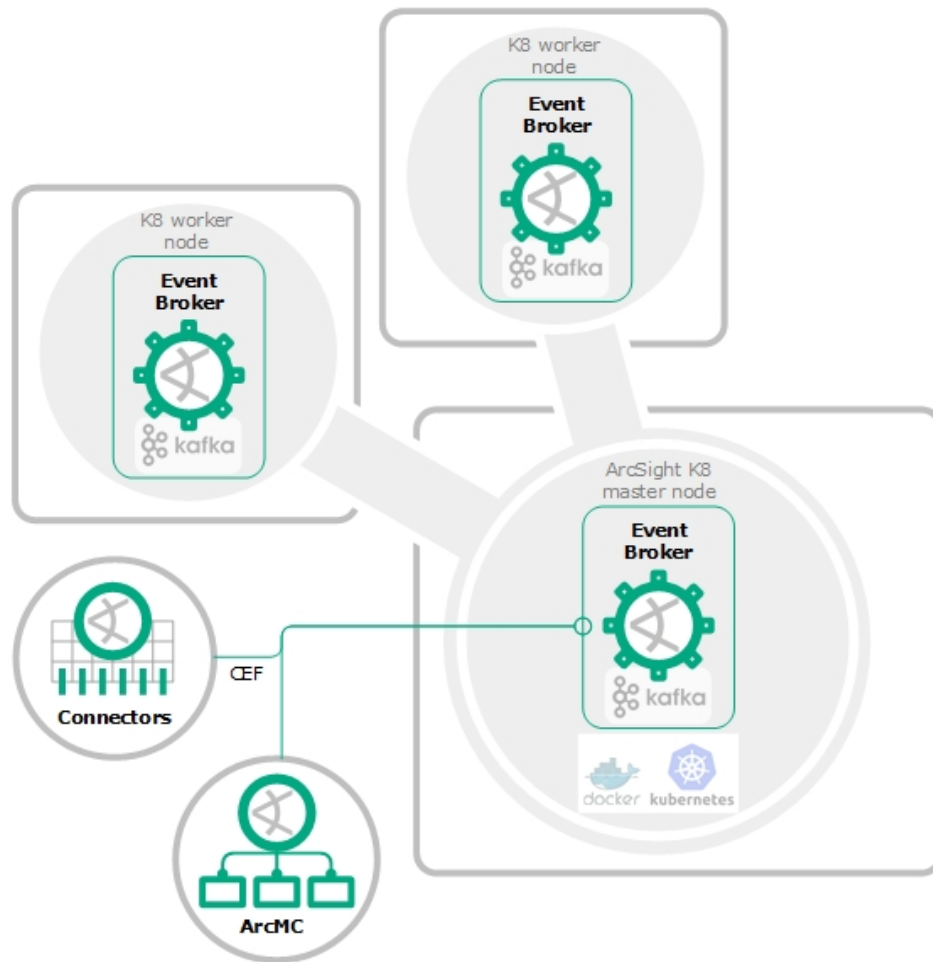 K8 worker
node
Event
Broker
kafka
K8 worker
node
Event
Broker
kafka
ArcSight K8
master node
Event
Broker
kafka
docker
kubernetes
CEF
Connectors
ArcMC